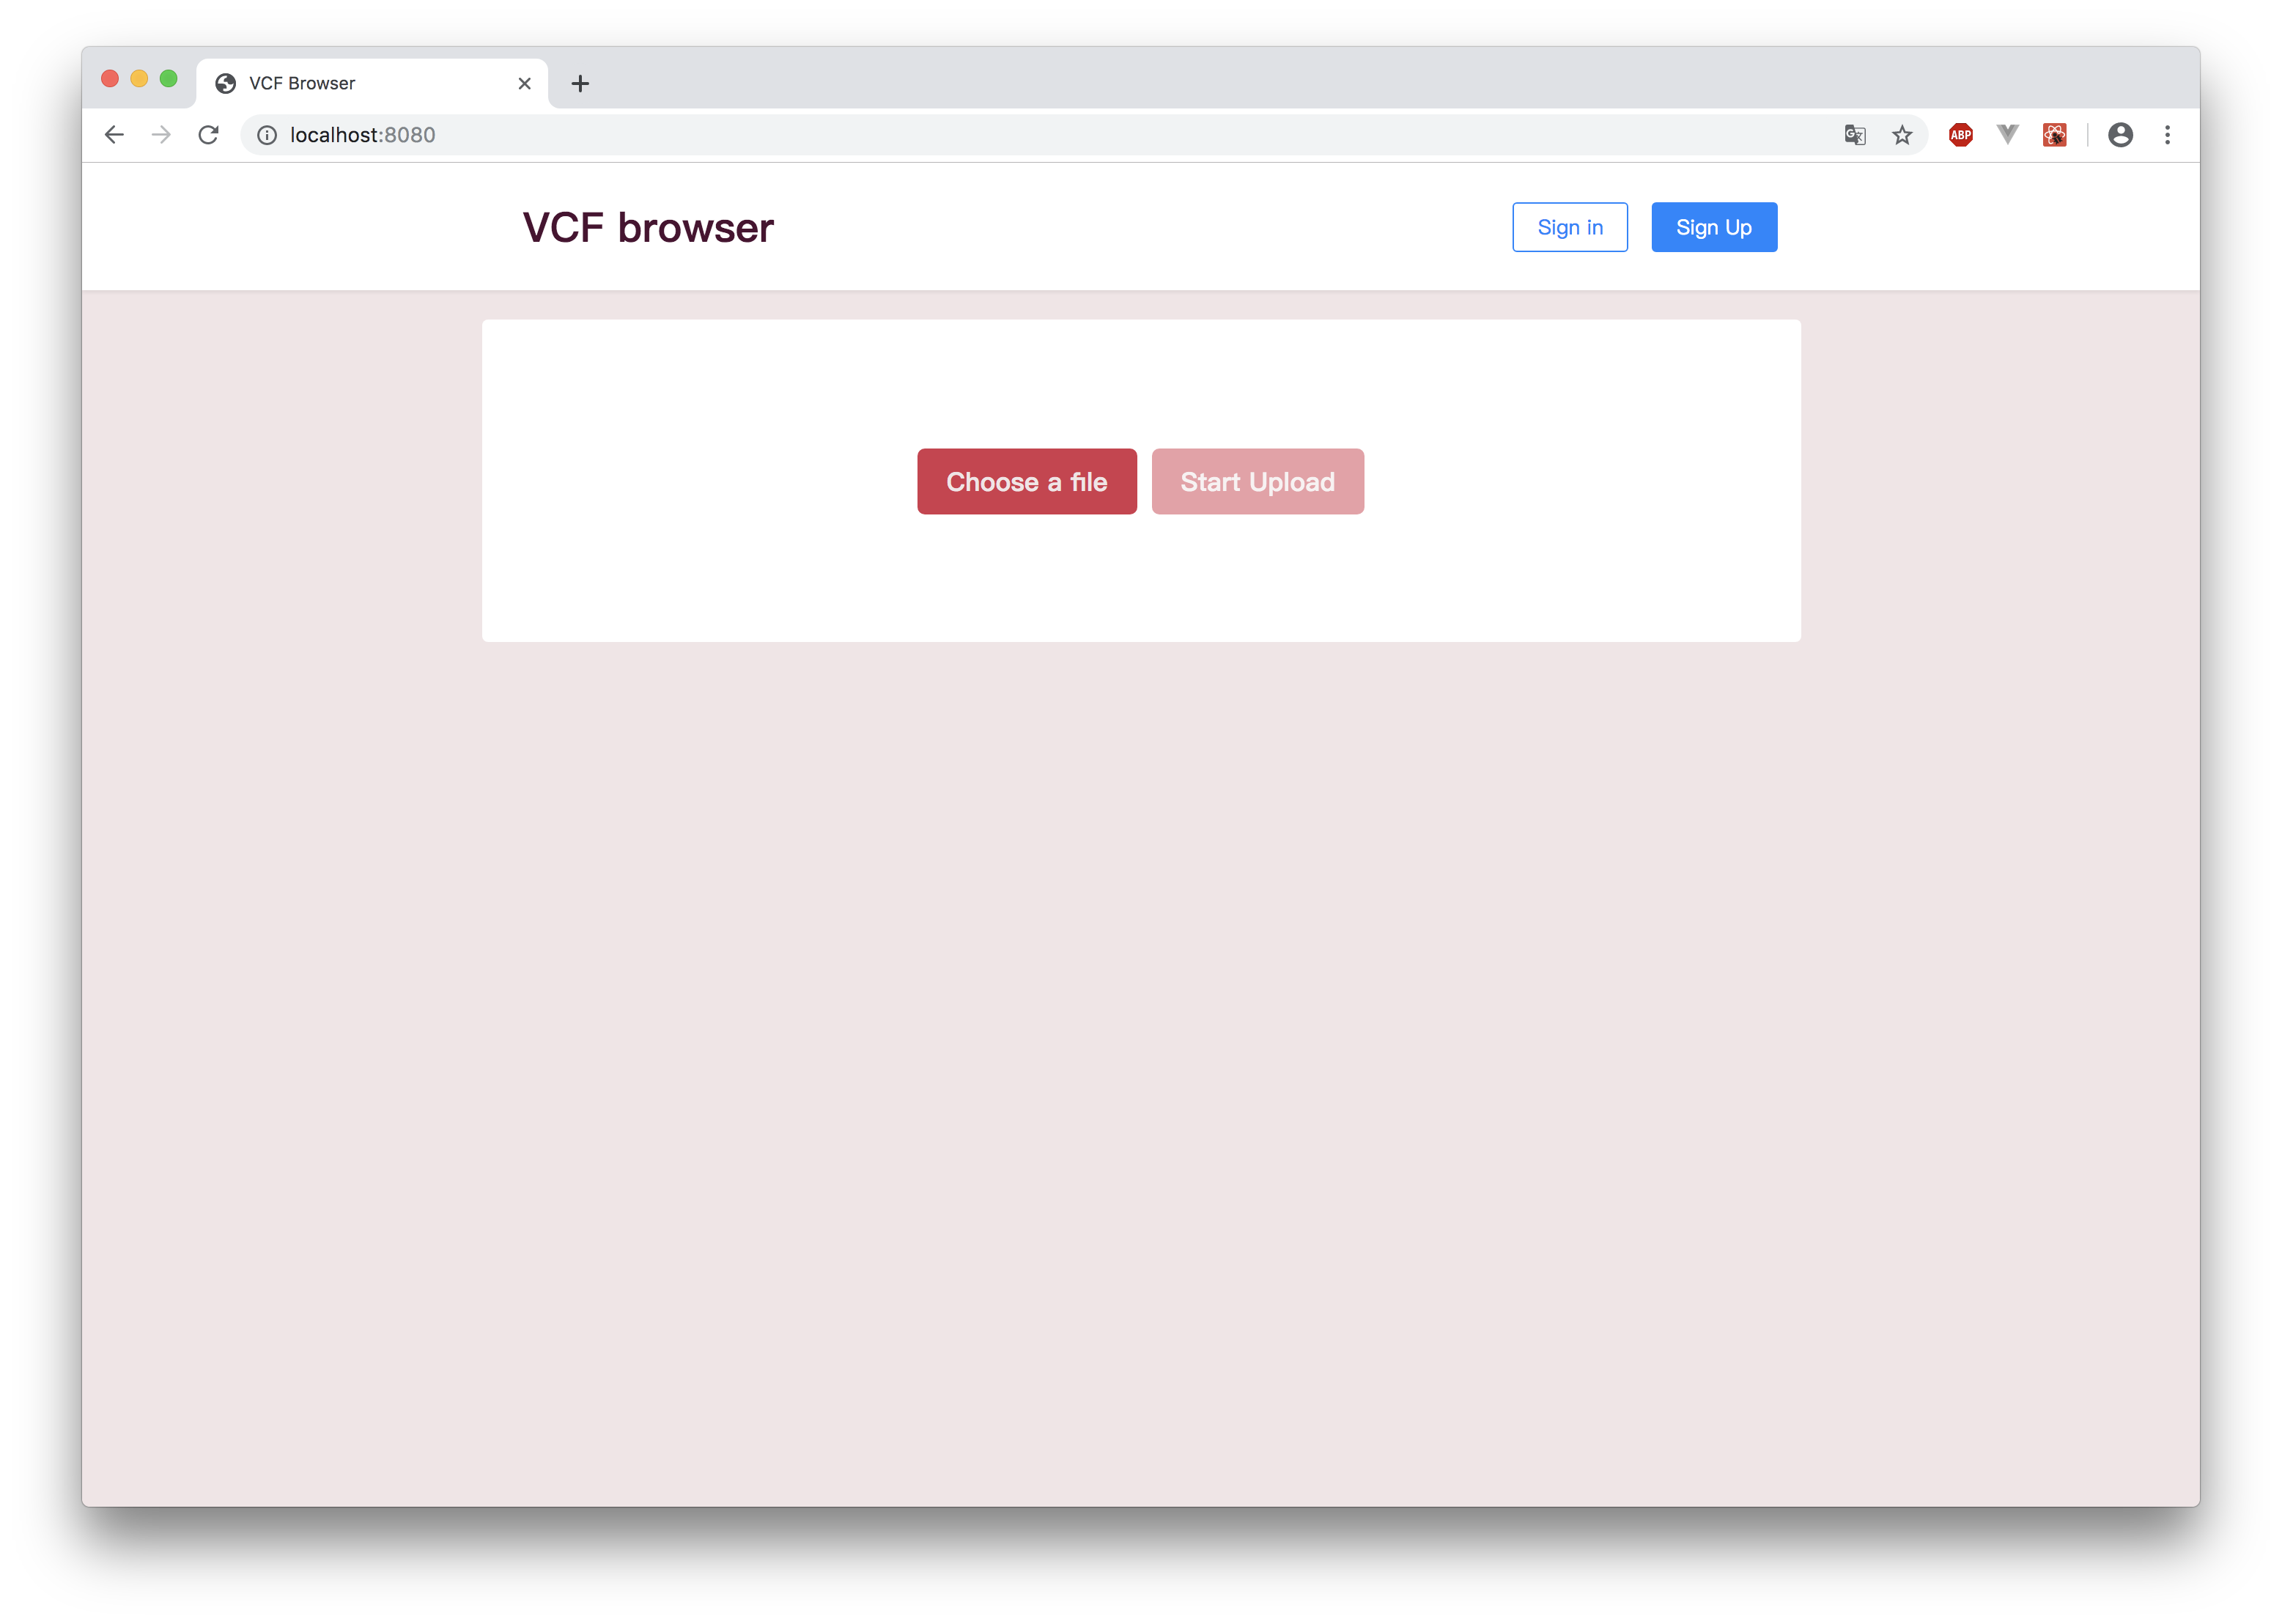 VCF Browser
localhost:8080
ABP
VCF browser
Sign in
Sign Up
Choose a file
Start Upload